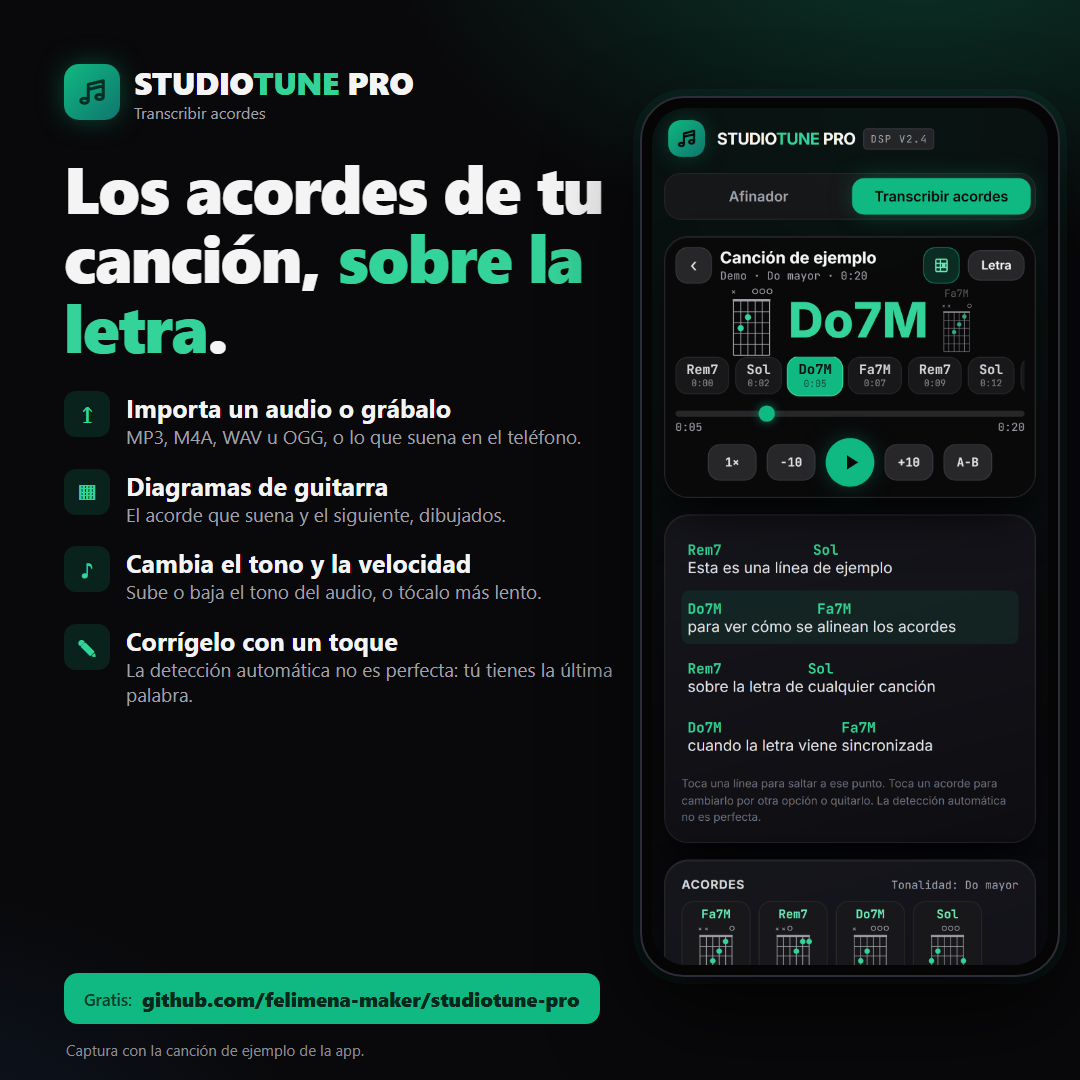 STUDIOTUNE PRO
Transcribir acordes
Los acordes de tu
canción, sobre la
letra.
Importa un audio o grábalo
MP3, M4A, WAV u OGG, o lo que suena en el teléfono.
Diagramas de guitarra
El acorde que suena y el siguiente, dibujados.
Cambia el tono y la velocidad
Sube o baja el tono del audio, o tócalo más lento.
Corrígelo con un toque
La detección automática no es perfecta: tú tienes la última
palabra.
Gratis: github.com/felimena-maker/studiotune-pro
Captura con la canción de ejemplo de la app.
STUDIOTUNE PRO DSP V2.4
Afinador Transcribir acordes
Canción de ejemplo
Demo · Do mayor · 0:20
Letra
Do7M
Fa7M
Rem7 Sol Do7M Fa7M Rem7 Sol
0:00 0:02 0:05 0:07 0:09 0:12
0:05 0:20
1× -10 +10 A-B
Rem7 Sol
Esta es una línea de ejemplo
Do7M Fa7M
para ver cómo se alinean los acordes
Rem7 Sol
sobre la letra de cualquier canción
Do7M Fa7M
cuando la letra viene sincronizada
Toca una línea para saltar a ese punto. Toca un acorde para
cambiarlo por otra opción o quitarlo. La detección automática
no es perfecta.
ACORDES Tonalidad: Do mayor
Fa7M Rem7 Do7M Sol